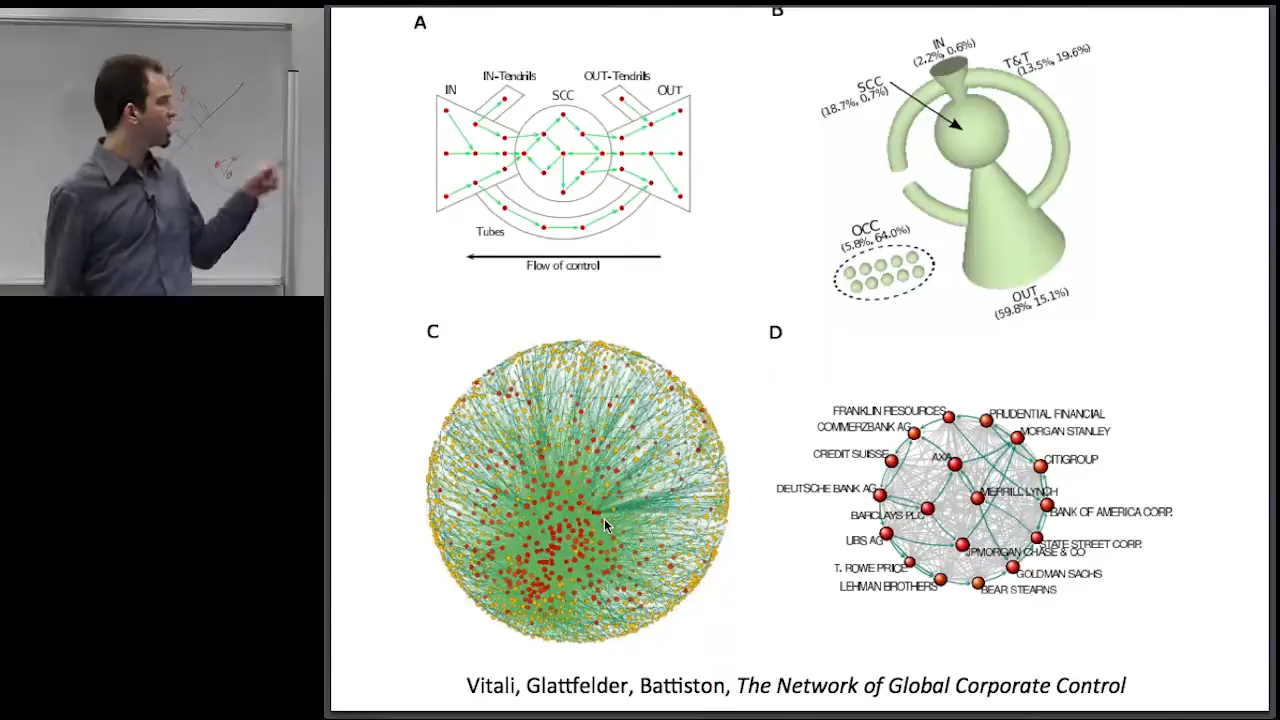 A
IN-Tendrils
OUT-Tendrils
IN
SCC
OUT
Tubes
Flow of control
B
IN
(2.2%, 0.6%)
T&T
(13.5%, 19.6%)
SCC
(18.7%, 0.7%)
OCC
(5.8%, 64.0%)
OUT
(59.8%, 15.1%)
C
D
FRANKLIN RESOURCES
PRUDENTIAL FINANCIAL
COMMERZBANK AG
MORGAN STANLEY
CREDIT SUISSE
AXA
CITIGROUP
DEUTSCHE BANK AG
MERRILL LYNCH
BARCLAYS PLC
BANK OF AMERICA CORP.
UBS AG
STATE STREET CORP.
JPMORGAN CHASE & CO
T. ROWE PRICE
GOLDMAN SACHS
LEHMAN BROTHERS
BEAR STEARNS
Vitali, Glattfelder, Battiston, The Network of Global Corporate Control